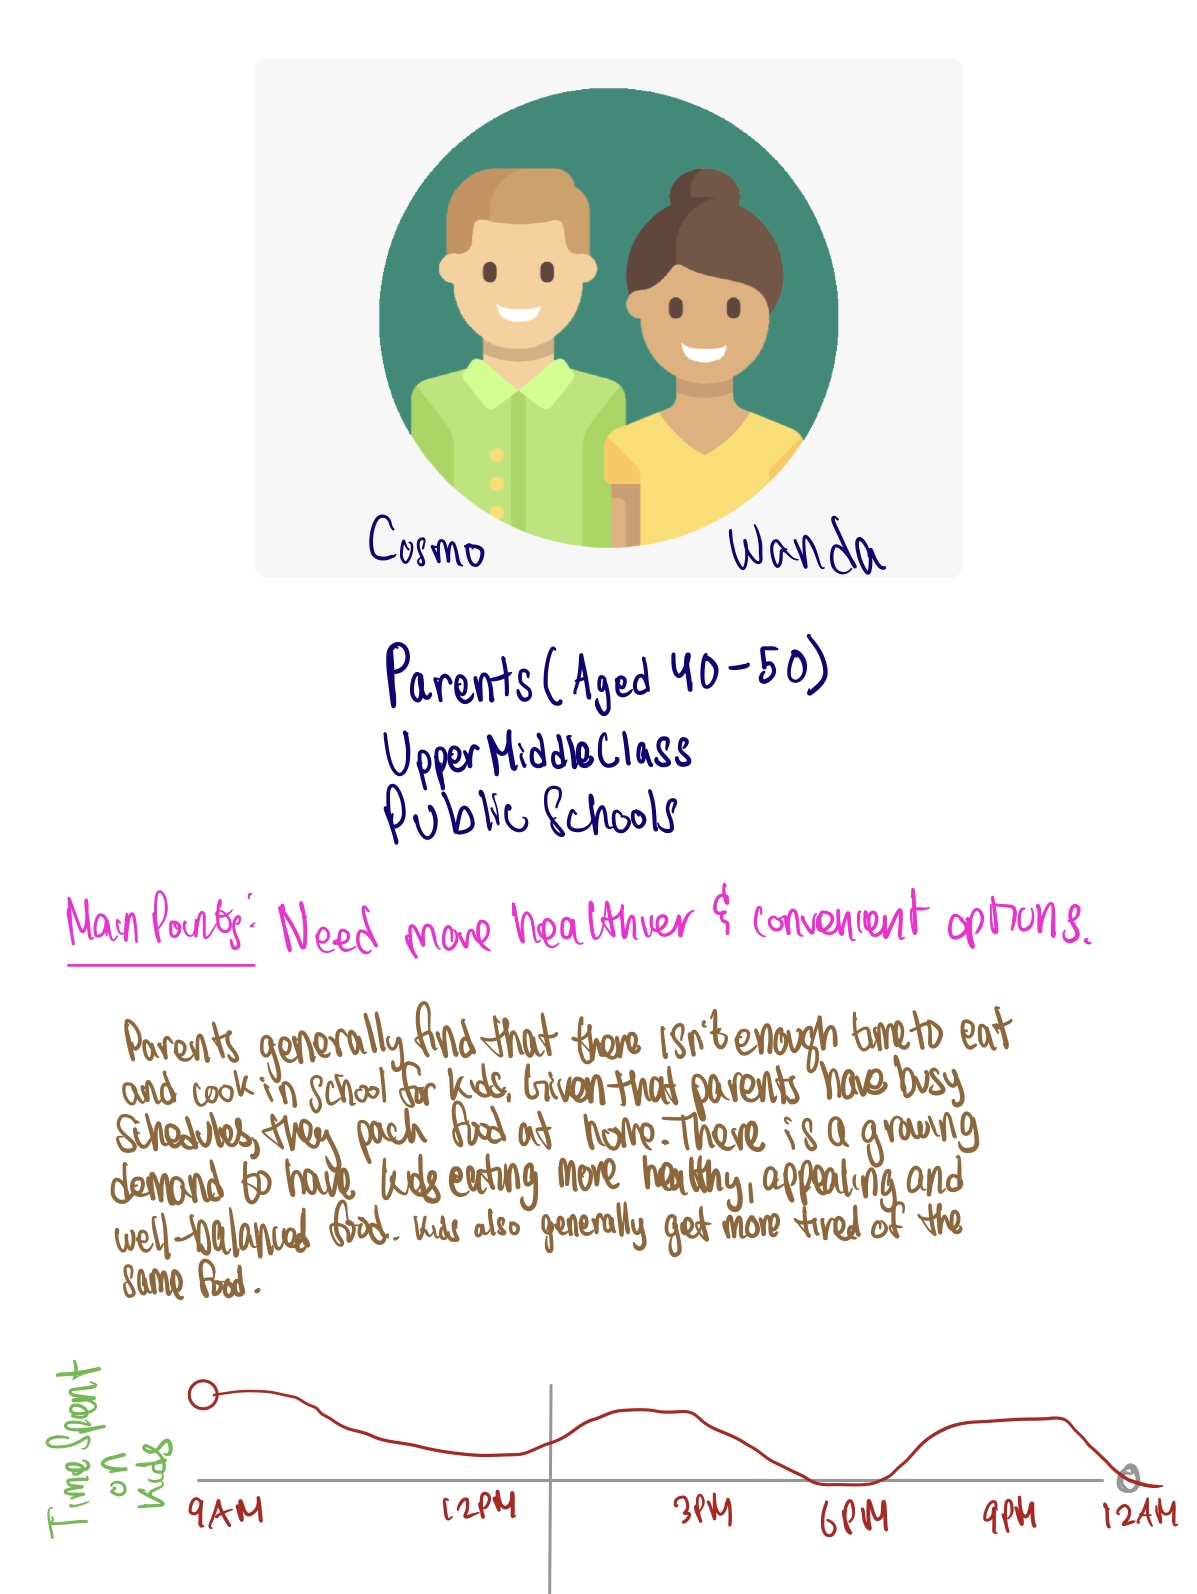 Cosmo Wanda
Parents (Aged 40-50)
Upper Middle Class
Public Schools
Main Points: Need more healthier & convenient options.
Parents generally find that there isn't enough time to eat
and cook in school for kids. Given that parents have busy
Schedules, they pack food at home. There is a growing
demand to have kids eating more healthy, appealing and
well-balanced food. Kids also generally get more tired of the
same food.
Time Spent
on
Kids
9AM 12PM 3PM 6PM 9PM 12AM